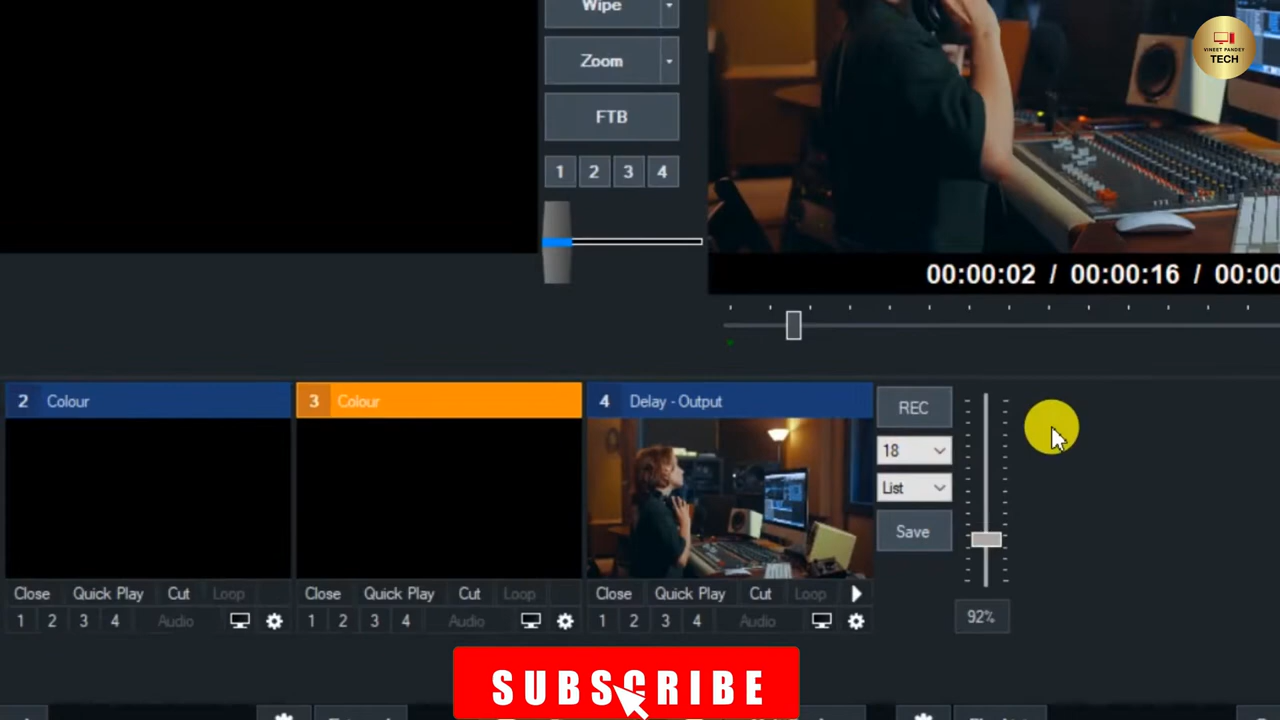 Wipe
Zoom
FTB
1 2 3 4
VINEET PANDEY
TECH
00:00:02 / 00:00:16 / 00:00
2 Colour
3 Colour
4 Delay - Output
REC
18
List
Save
92%
Close Quick Play Cut Loop
1 2 3 4 Audio
Close Quick Play Cut Loop
1 2 3 4 Audio
Close Quick Play Cut Loop
1 2 3 4 Audio
SUBSCRIBE